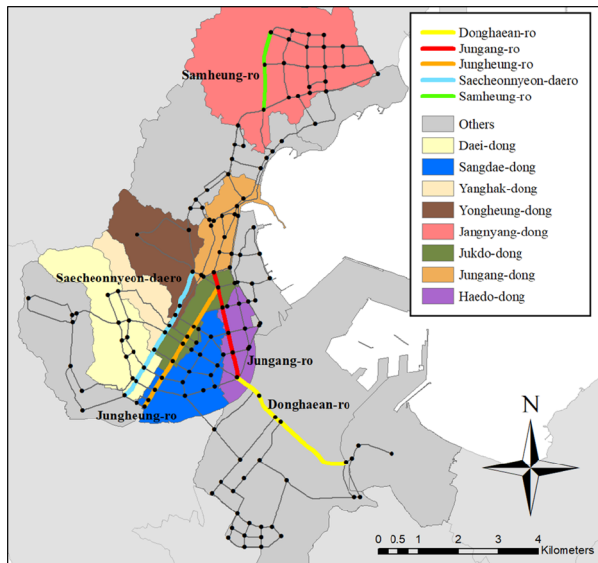 Donghaean-ro
Jungang-ro
Jungheung-ro
Saecheonnyeon-daero
Samheung-ro
Others
Daei-dong
Sangdae-dong
Yanghak-dong
Yongheung-dong
Jangnyang-dong
Jukdo-dong
Jungang-dong
Haedo-dong
Samheung-ro
Saecheonnyeon-daero
Jungang-ro
Donghaean-ro
Jungheung-ro
N
0 0.5 1 2 3 4
Kilometers